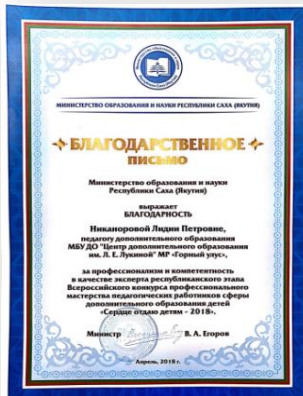 МИНИСТЕРСТВО ОБРАЗОВАНИЯ И НАУКИ РЕСПУБЛИКИ САХА (ЯКУТИЯ)
БЛАГОДАРСТВЕННОЕ
ПИСЬМО
Министерство образования и науки
Республики Саха (Якутия)
выражает
БЛАГОДАРНОСТЬ
Никаноровой Лидии Петровне,
педагогу дополнительного образования
МБУ ДО "Центр дополнительного образования
им. Л. Е. Лукиной" МР «Горный улус»,
за профессионализм и компетентность
в качестве эксперта республиканского этапа
Всероссийского конкурса профессионального
мастерства педагогических работников сферы
дополнительного образования детей
«Сердце отдаю детям - 2018».
Министр В. А. Егоров
Апрель, 2018 г.